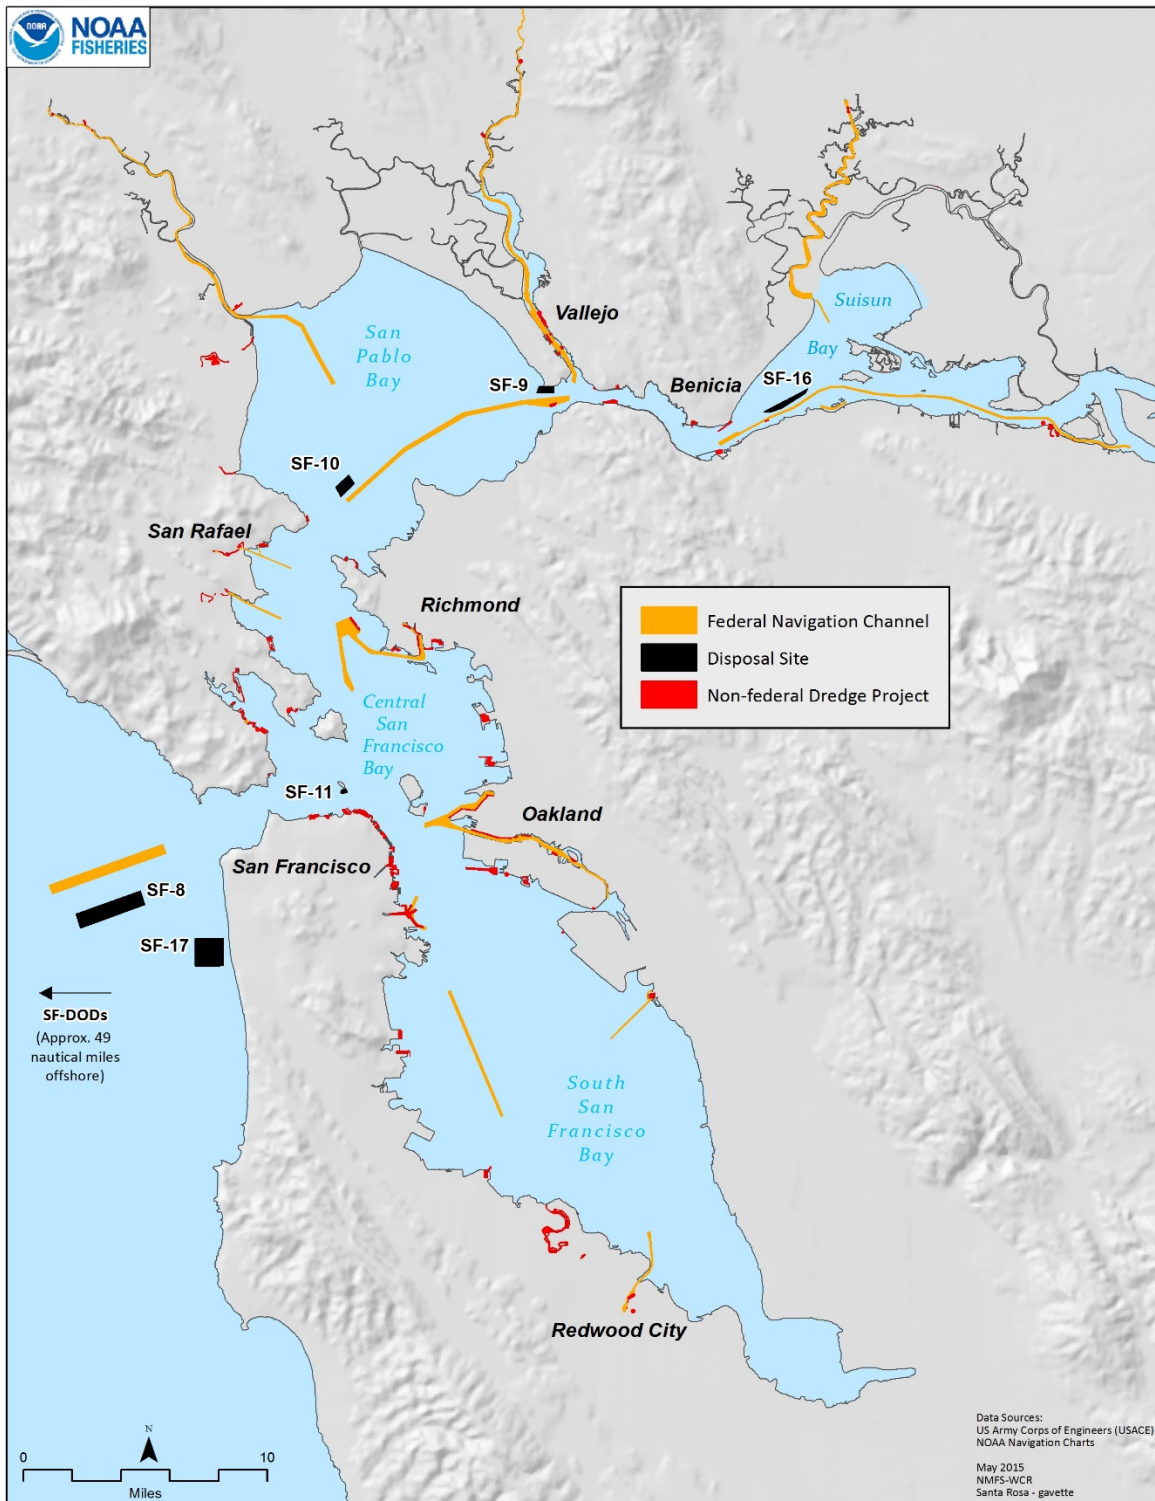 NOAA
NOAA
FISHERIES
Vallejo
Suisun
Bay
San
Pablo
Bay
SF-9
Benicia
SF-16
SF-10
San Rafael
Richmond
Federal Navigation Channel
Disposal Site
Non-federal Dredge Project
Central
San
Francisco
Bay
SF-11
Oakland
San Francisco
SF-8
SF-17
SF-DODs
(Approx. 49
nautical miles
offshore)
South
San
Francisco
Bay
Redwood City
Data Sources:
US Army Corps of Engineers (USACE)
NOAA Navigation Charts
May 2015
NMFS-WCR
Santa Rosa - gavette
N
0 10
Miles